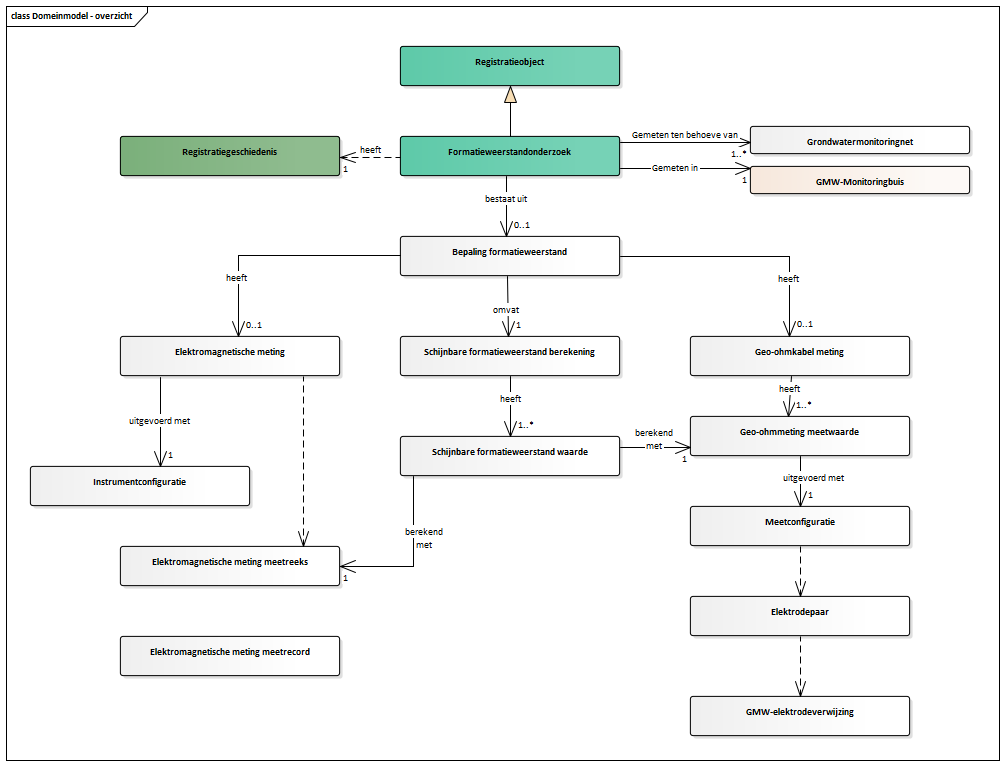 class Domeinmodel - overzicht
Registratieobject
Registratiegeschiedenis
heeft
1
Formatieweerstandonderzoek
Gemeten ten behoeve van
1..*
Grondwatermonitoringnet
Gemeten in
1
GMW-Monitoringbuis
bestaat uit
0..1
Bepaling formatieweerstand
heeft
0..1
omvat
1
heeft
0..1
Elektromagnetische meting
Schijnbare formatieweerstand berekening
Geo-ohmkabel meting
uitgevoerd met
1
heeft
1..*
heeft
1..*
Instrumentconfiguratie
Schijnbare formatieweerstand waarde
berekend
met
1
Geo-ohmmeting meetwaarde
uitgevoerd met
1
berekend
met
1
Meetconfiguratie
Elektromagnetische meting meetreeks
Elektrodepaar
Elektromagnetische meting meetrecord
GMW-elektrodeverwijzing